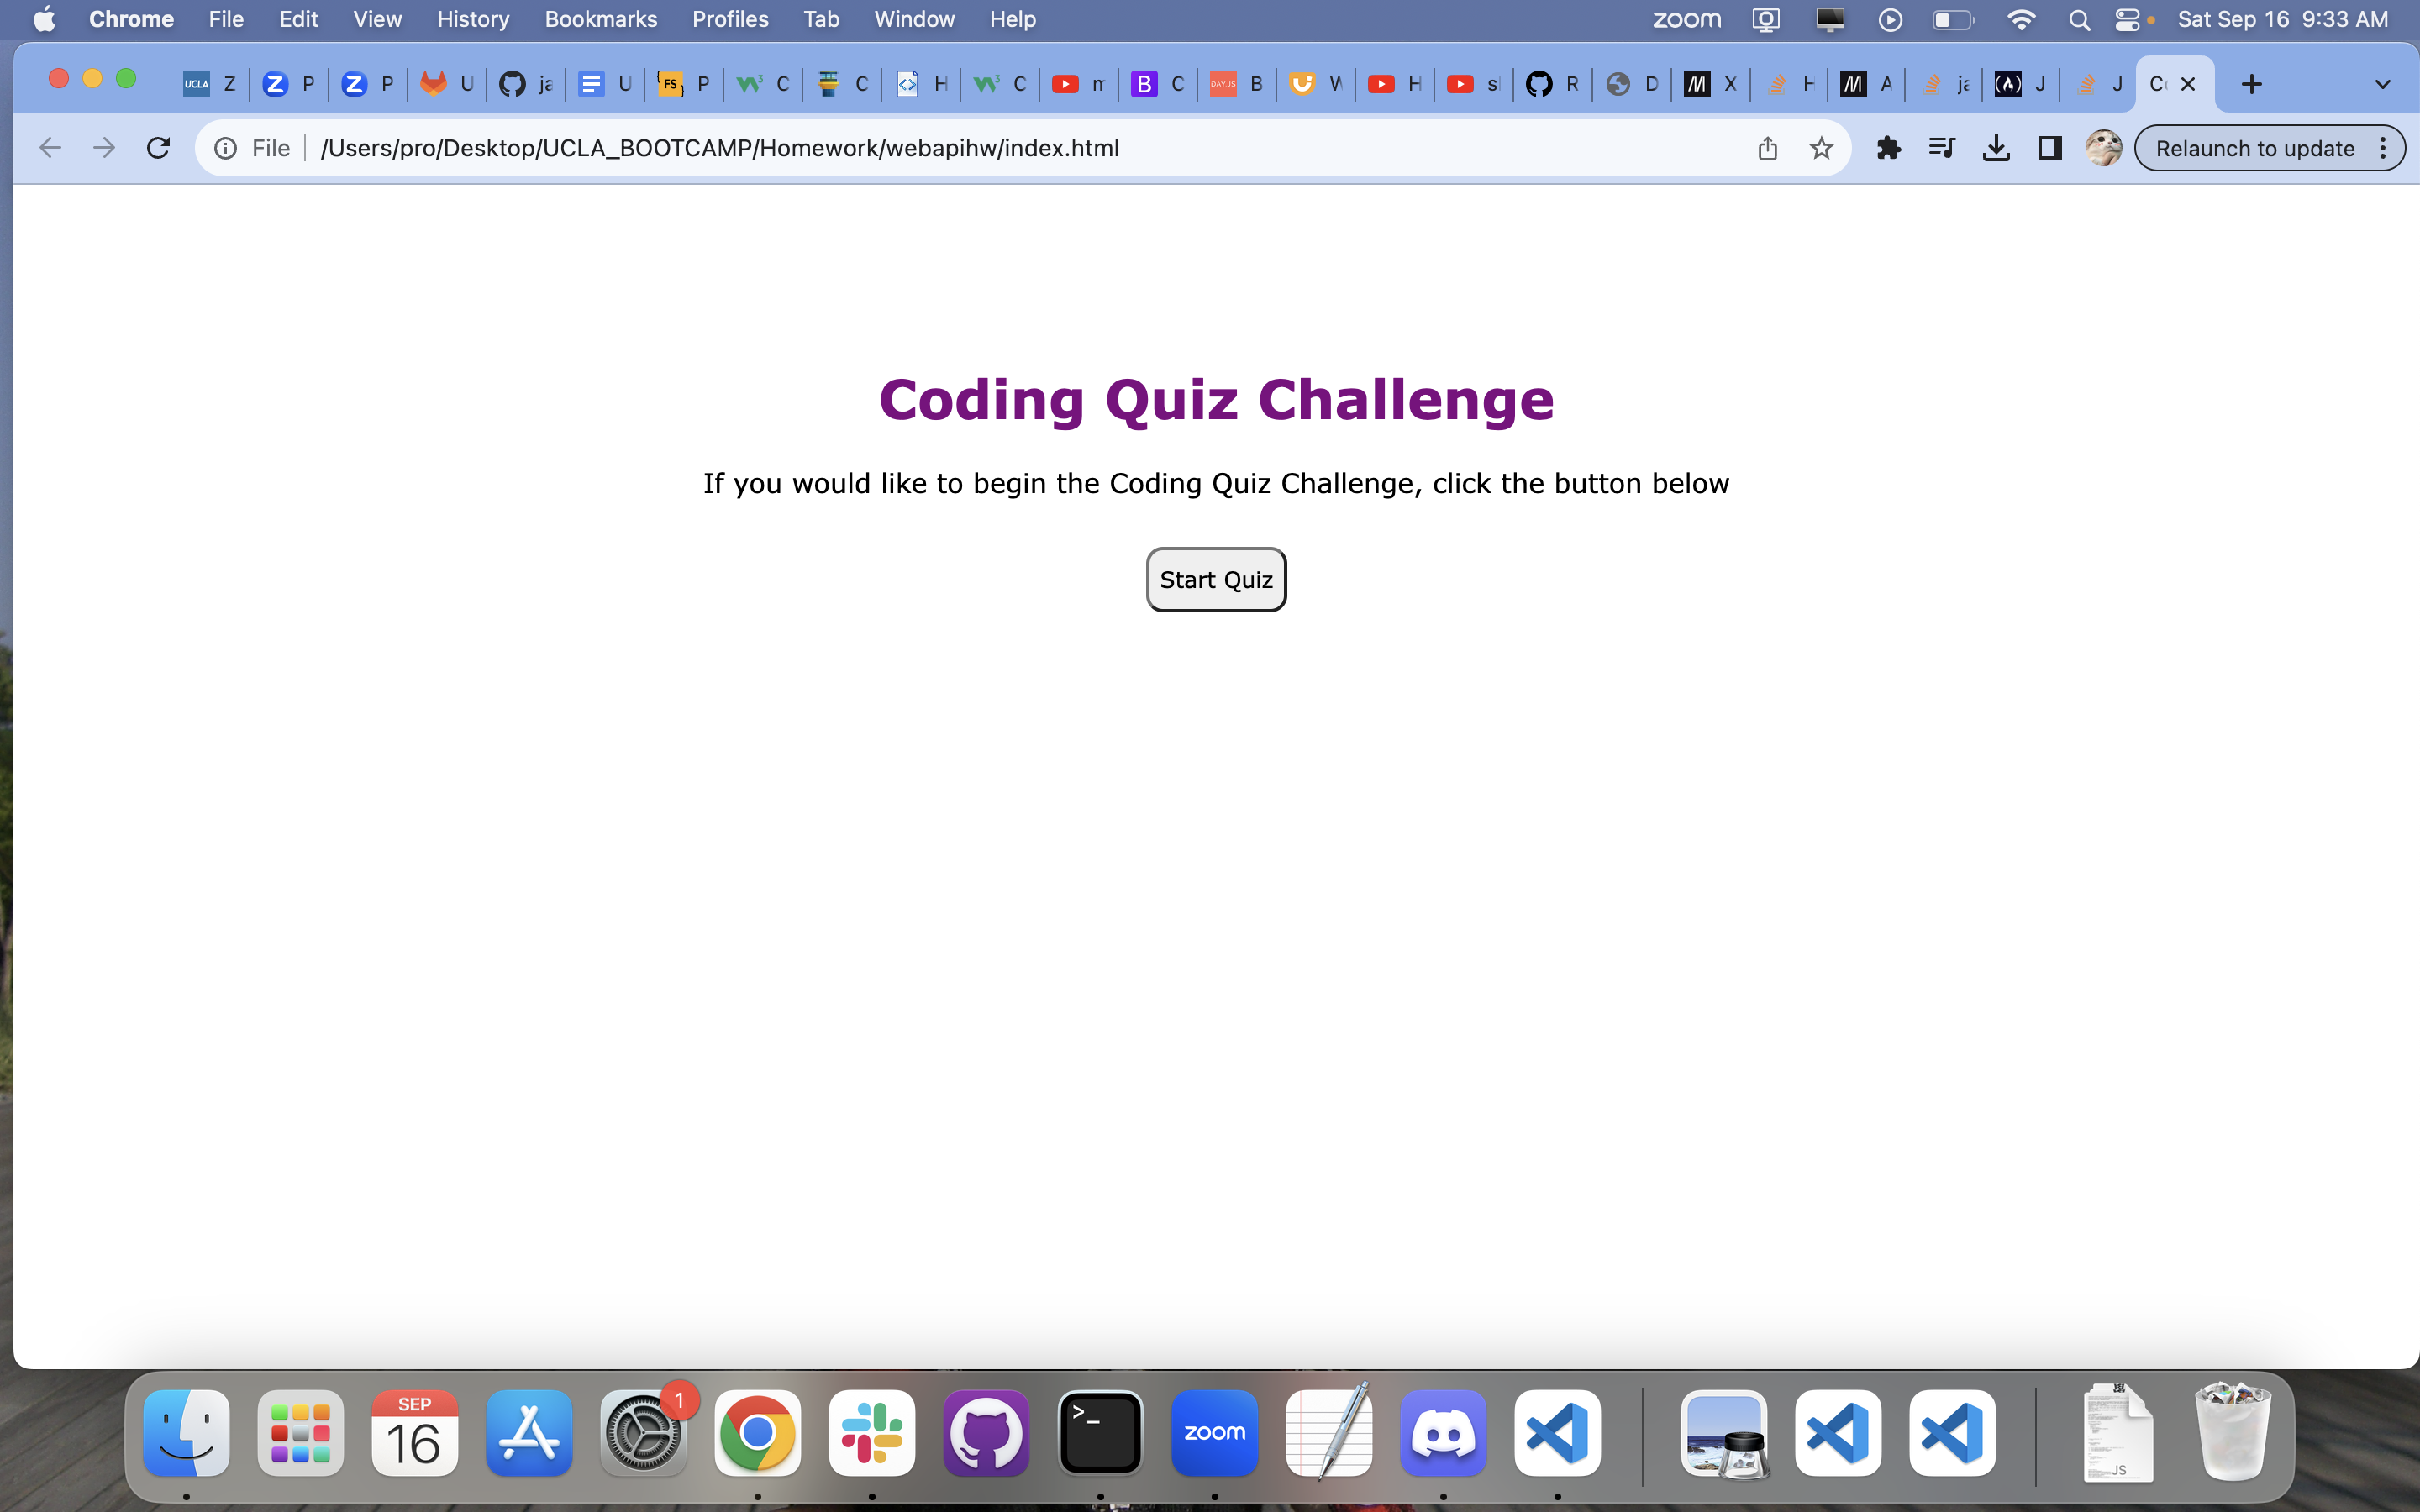 Chrome File Edit View History Bookmarks Profiles Tab Window Help zoom Sat Sep 16 9:33 AM
UCLA Z P P U ja U FS P C C H C m B C DAYJS B W H s R D X H A ja J J
File /Users/pro/Desktop/UCLA_BOOTCAMP/Homework/webapihw/index.html Relaunch to update
Coding Quiz Challenge
If you would like to begin the Coding Quiz Challenge, click the button below
Start Quiz
SEP
16
1
>_
zoom
JS